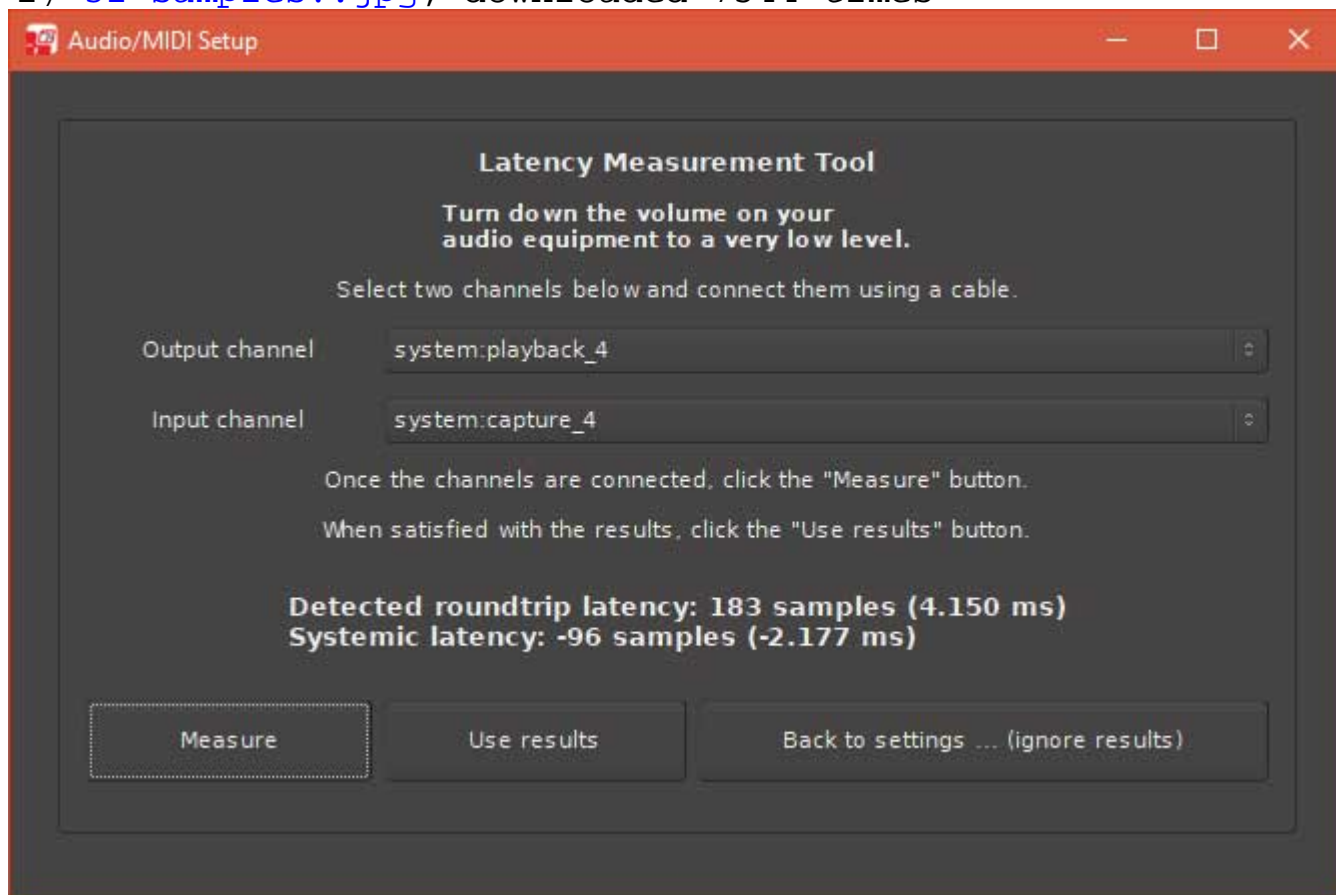 Audio/MIDI Setup
Latency Measurement Tool
Turn down the volume on your
audio equipment to a very low level.
Select two channels below and connect them using a cable.
Output channel system:playback_4
Input channel system:capture_4
Once the channels are connected, click the "Measure" button.
When satisfied with the results, click the "Use results" button.
Detected roundtrip latency: 183 samples (4.150 ms)
Systemic latency: -96 samples (-2.177 ms)
Measure Use results Back to settings ... (ignore results)